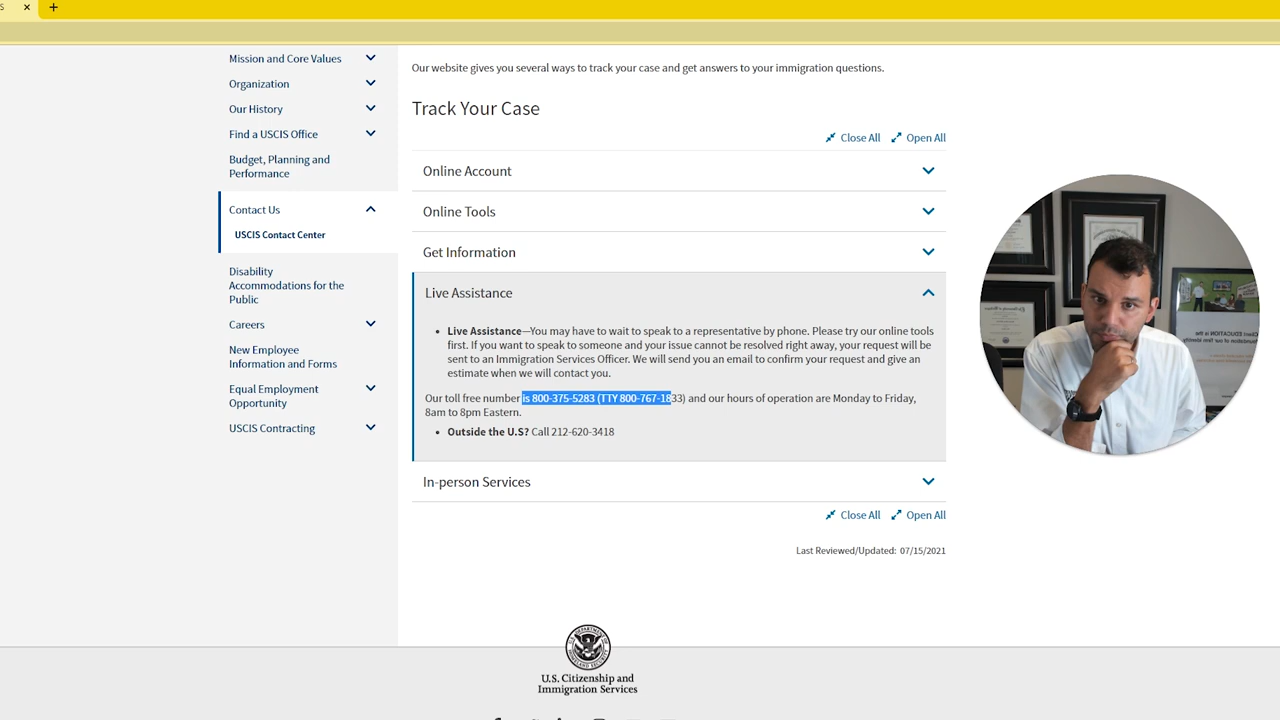 S
Mission and Core Values
Organization
Our History
Find a USCIS Office
Budget, Planning and
Performance
Contact Us
USCIS Contact Center
Disability
Accommodations for the
Public
Careers
New Employee
Information and Forms
Equal Employment
Opportunity
USCIS Contracting
Our website gives you several ways to track your case and get answers to your immigration questions.
Track Your Case
Close All Open All
Online Account
Online Tools
Get Information
Live Assistance
• Live Assistance—You may have to wait to speak to a representative by phone. Please try our online tools
first. If you want to speak to someone and your issue cannot be resolved right away, your request will be
sent to an Immigration Services Officer. We will send you an email to confirm your request and give an
estimate when we will contact you.
Our toll free number is 800-375-5283 (TTY 800-767-1833) and our hours of operation are Monday to Friday,
8am to 8pm Eastern.
• Outside the U.S? Call 212-620-3418
In-person Services
Close All Open All
Last Reviewed/Updated: 07/15/2021
U.S. Citizenship and
Immigration Services